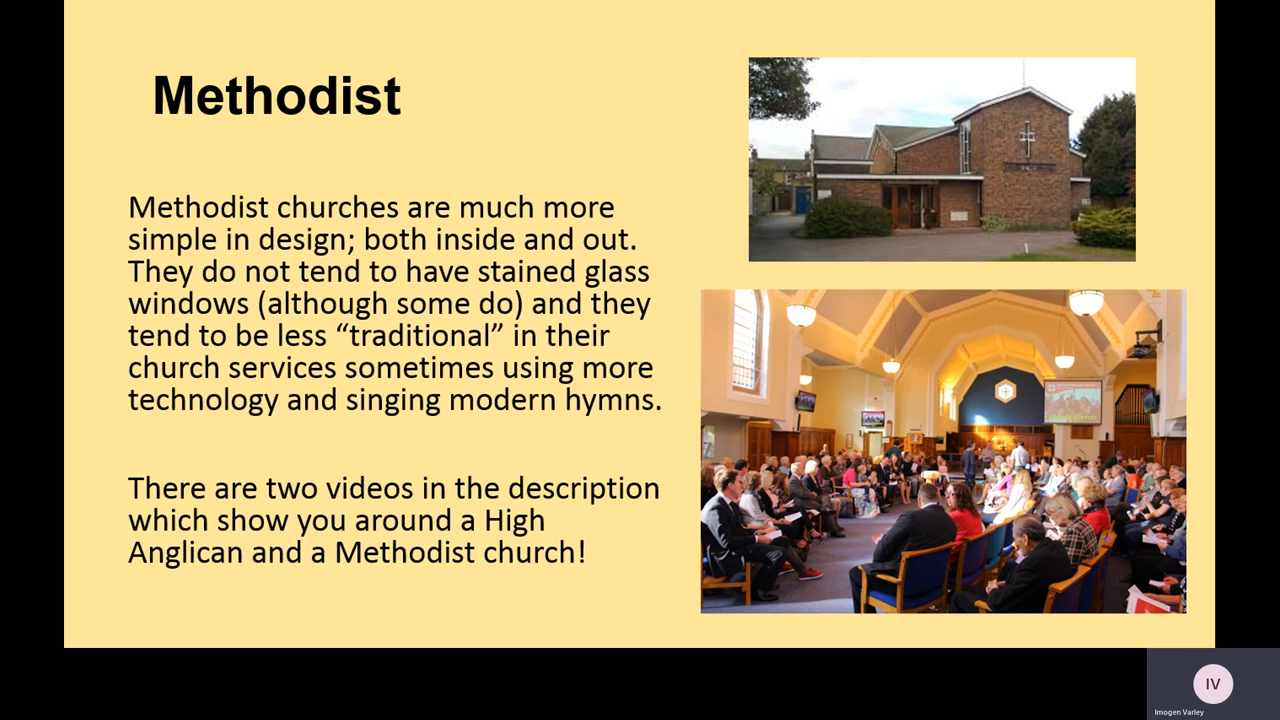 Methodist
Methodist churches are much more
simple in design; both inside and out.
They do not tend to have stained glass
windows (although some do) and they
tend to be less “traditional” in their
church services sometimes using more
technology and singing modern hymns.
There are two videos in the description
which show you around a High
Anglican and a Methodist church!
IV
Imogen Varley